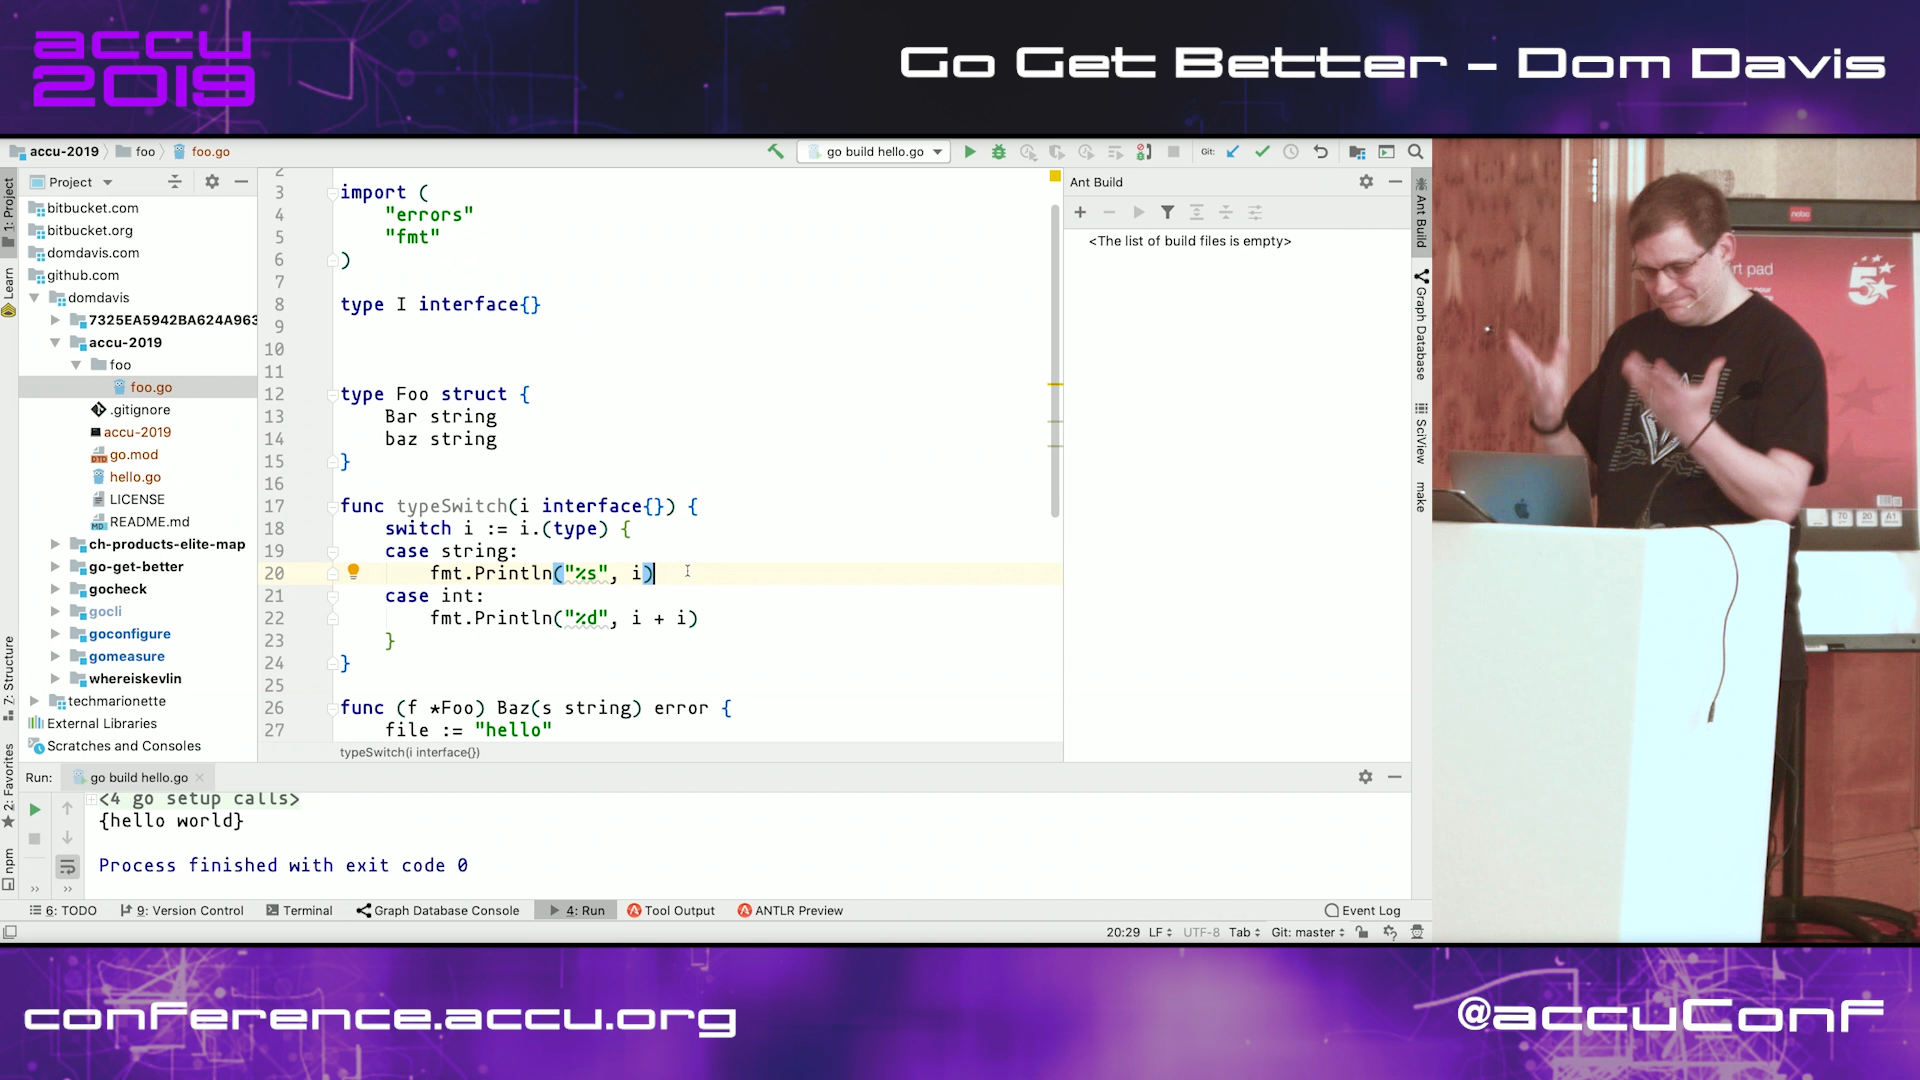 accu
2019
Go Get Better - Dom Davis
accu-2019 foo foo.go
go build hello.go
Git:
Project
Ant Build
1: Project
Learn
7: Structure
2: Favorites
npm
bitbucket.com
bitbucket.org
domdavis.com
github.com
domdavis
7325EA5942BA624A963
accu-2019
foo
foo.go
.gitignore
accu-2019
go.mod
hello.go
LICENSE
README.md
ch-products-elite-map
go-get-better
gocheck
gocli
goconfigure
gomeasure
whereiskevlin
techmarionette
External Libraries
Scratches and Consoles
2
3 import (
4 "errors"
5 "fmt"
6 )
7
8 type I interface{}
9
10
11
12 type Foo struct {
13 Bar string
14 baz string
15 }
16
17 func typeSwitch(i interface{}) {
18 switch i := i.(type) {
19 case string:
20 fmt.Println("%s", i)
21 case int:
22 fmt.Println("%d", i + i)
23 }
24 }
25
26 func (f *Foo) Baz(s string) error {
27 file := "hello"
typeSwitch(i interface{})
<The list of build files is empty>
Ant Build
Graph Database
SciView
make
Run: go build hello.go
<4 go setup calls>
{hello world}
Process finished with exit code 0
6: TODO 9: Version Control Terminal Graph Database Console 4: Run Tool Output ANTLR Preview Event Log
20:29 LF UTF-8 Tab Git: master
nobo
rt pad
5
70 20 A1
conference.accu.org
@accuConf